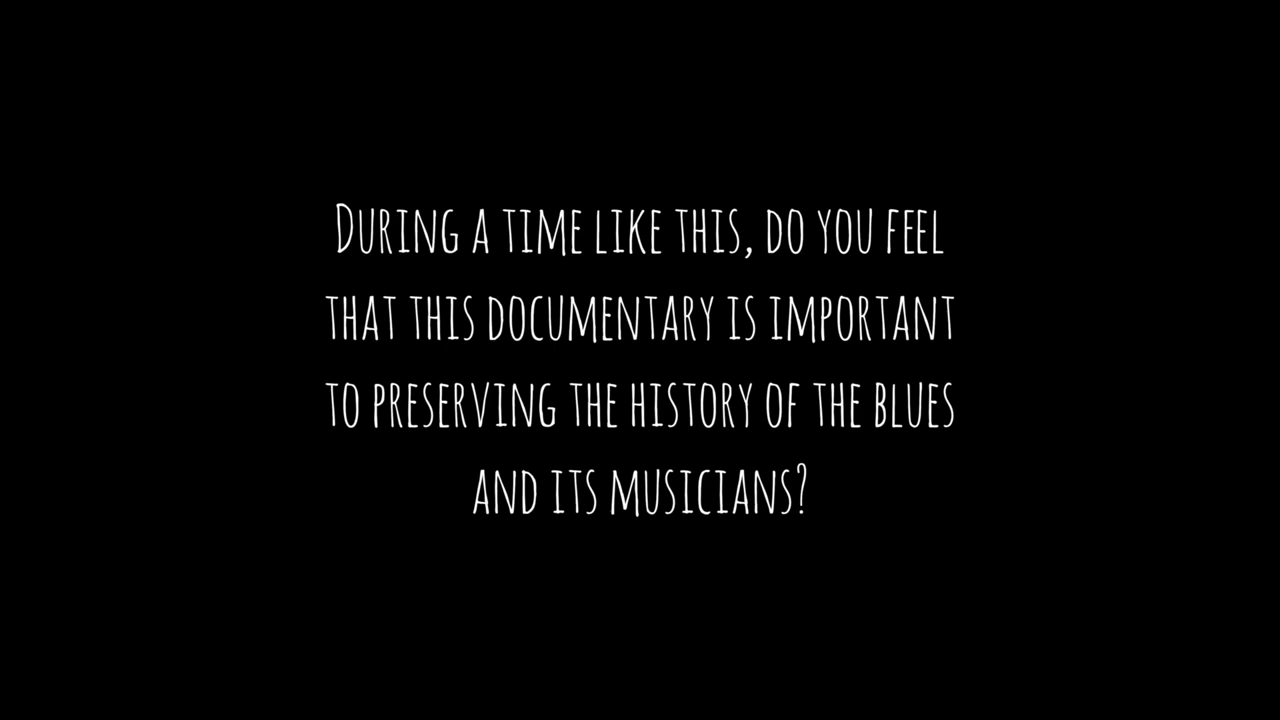 During a time like this, do you feel
that this documentary is important
to preserving the history of the blues
and its musicians?